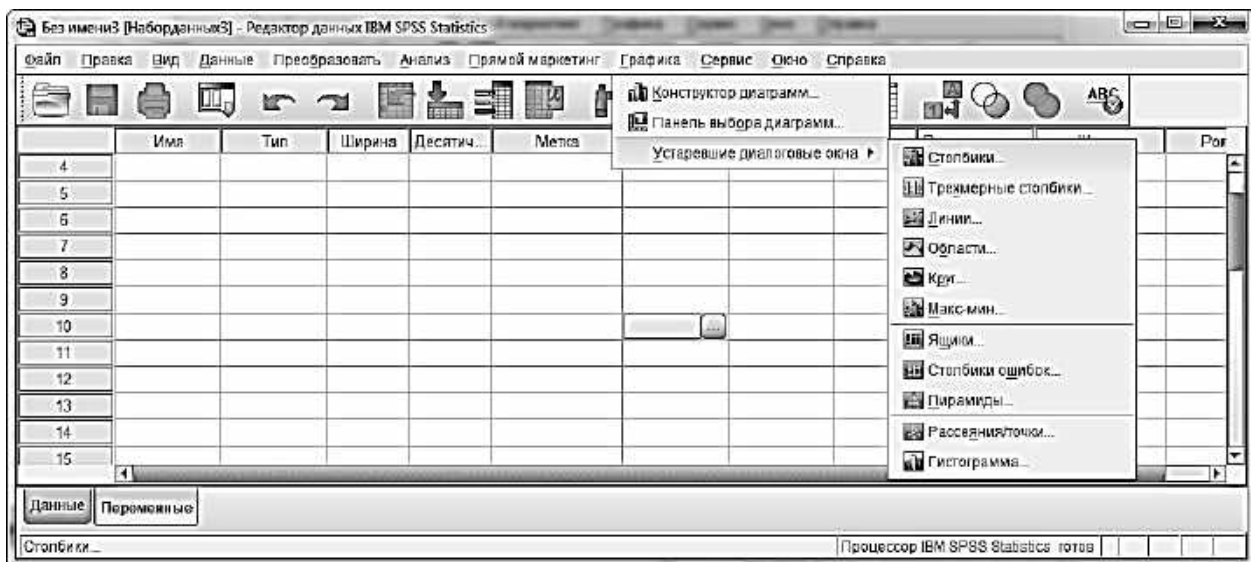 Без имени3 [Наборданных3] - Редактор данных IBM SPSS Statistics
Файл Правка Вид Данные Преобразовать Анализ Прямой маркетинг Графика Сервис Окно Справка
Конструктор диаграмм...
Панель выбора диаграмм...
Устаревшие диалоговые окна
Имя Тип Ширина Десятич... Метка
4
5
6
7
8
9
10 ...
11
12
13
14
15
Столбики...
Трехмерные столбики...
Линии...
Области...
Круг...
Макс-мин...
Ящики...
Столбики ошибок...
Пирамиды...
Рассеяния/точки...
Гистограмма...
Данные Переменные
Столбики... Процессор IBM SPSS Statistics готов